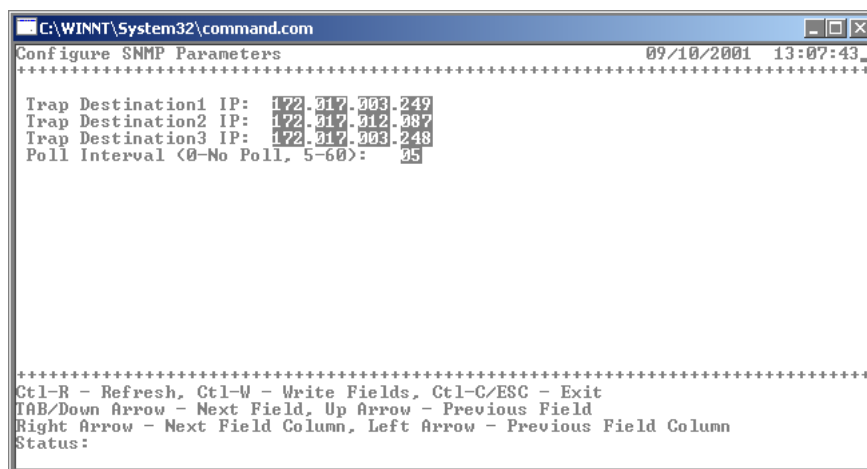 C:\WINNT\System32\command.com
Configure SNMP Parameters 09/10/2001 13:07:43
++++++++++++++++++++++++++++++++++++++++++++++++++++++++++++++++++++++++++++++++
Trap Destination1 IP: 172.017.003.249
Trap Destination2 IP: 172.017.012.087
Trap Destination3 IP: 172.017.003.248
Poll Interval (0-No Poll, 5-60): 05
++++++++++++++++++++++++++++++++++++++++++++++++++++++++++++++++++++++++++++++++
Ctl-R - Refresh, Ctl-W - Write Fields, Ctl-C/ESC - Exit
TAB/Down Arrow - Next Field, Up Arrow - Previous Field
Right Arrow - Next Field Column, Left Arrow - Previous Field Column
Status: